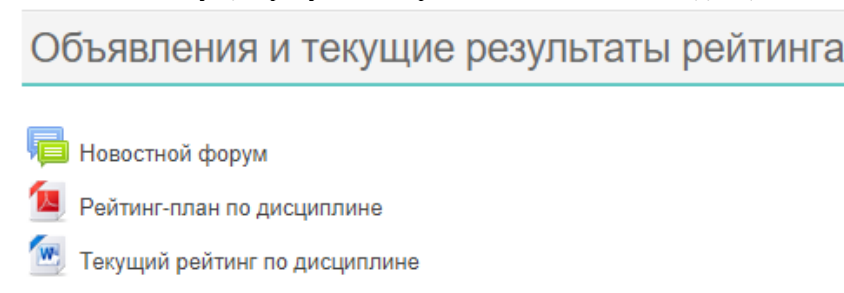 Объявления и текущие результаты рейтинга
Новостной форум
Рейтинг-план по дисциплине
Текущий рейтинг по дисциплине